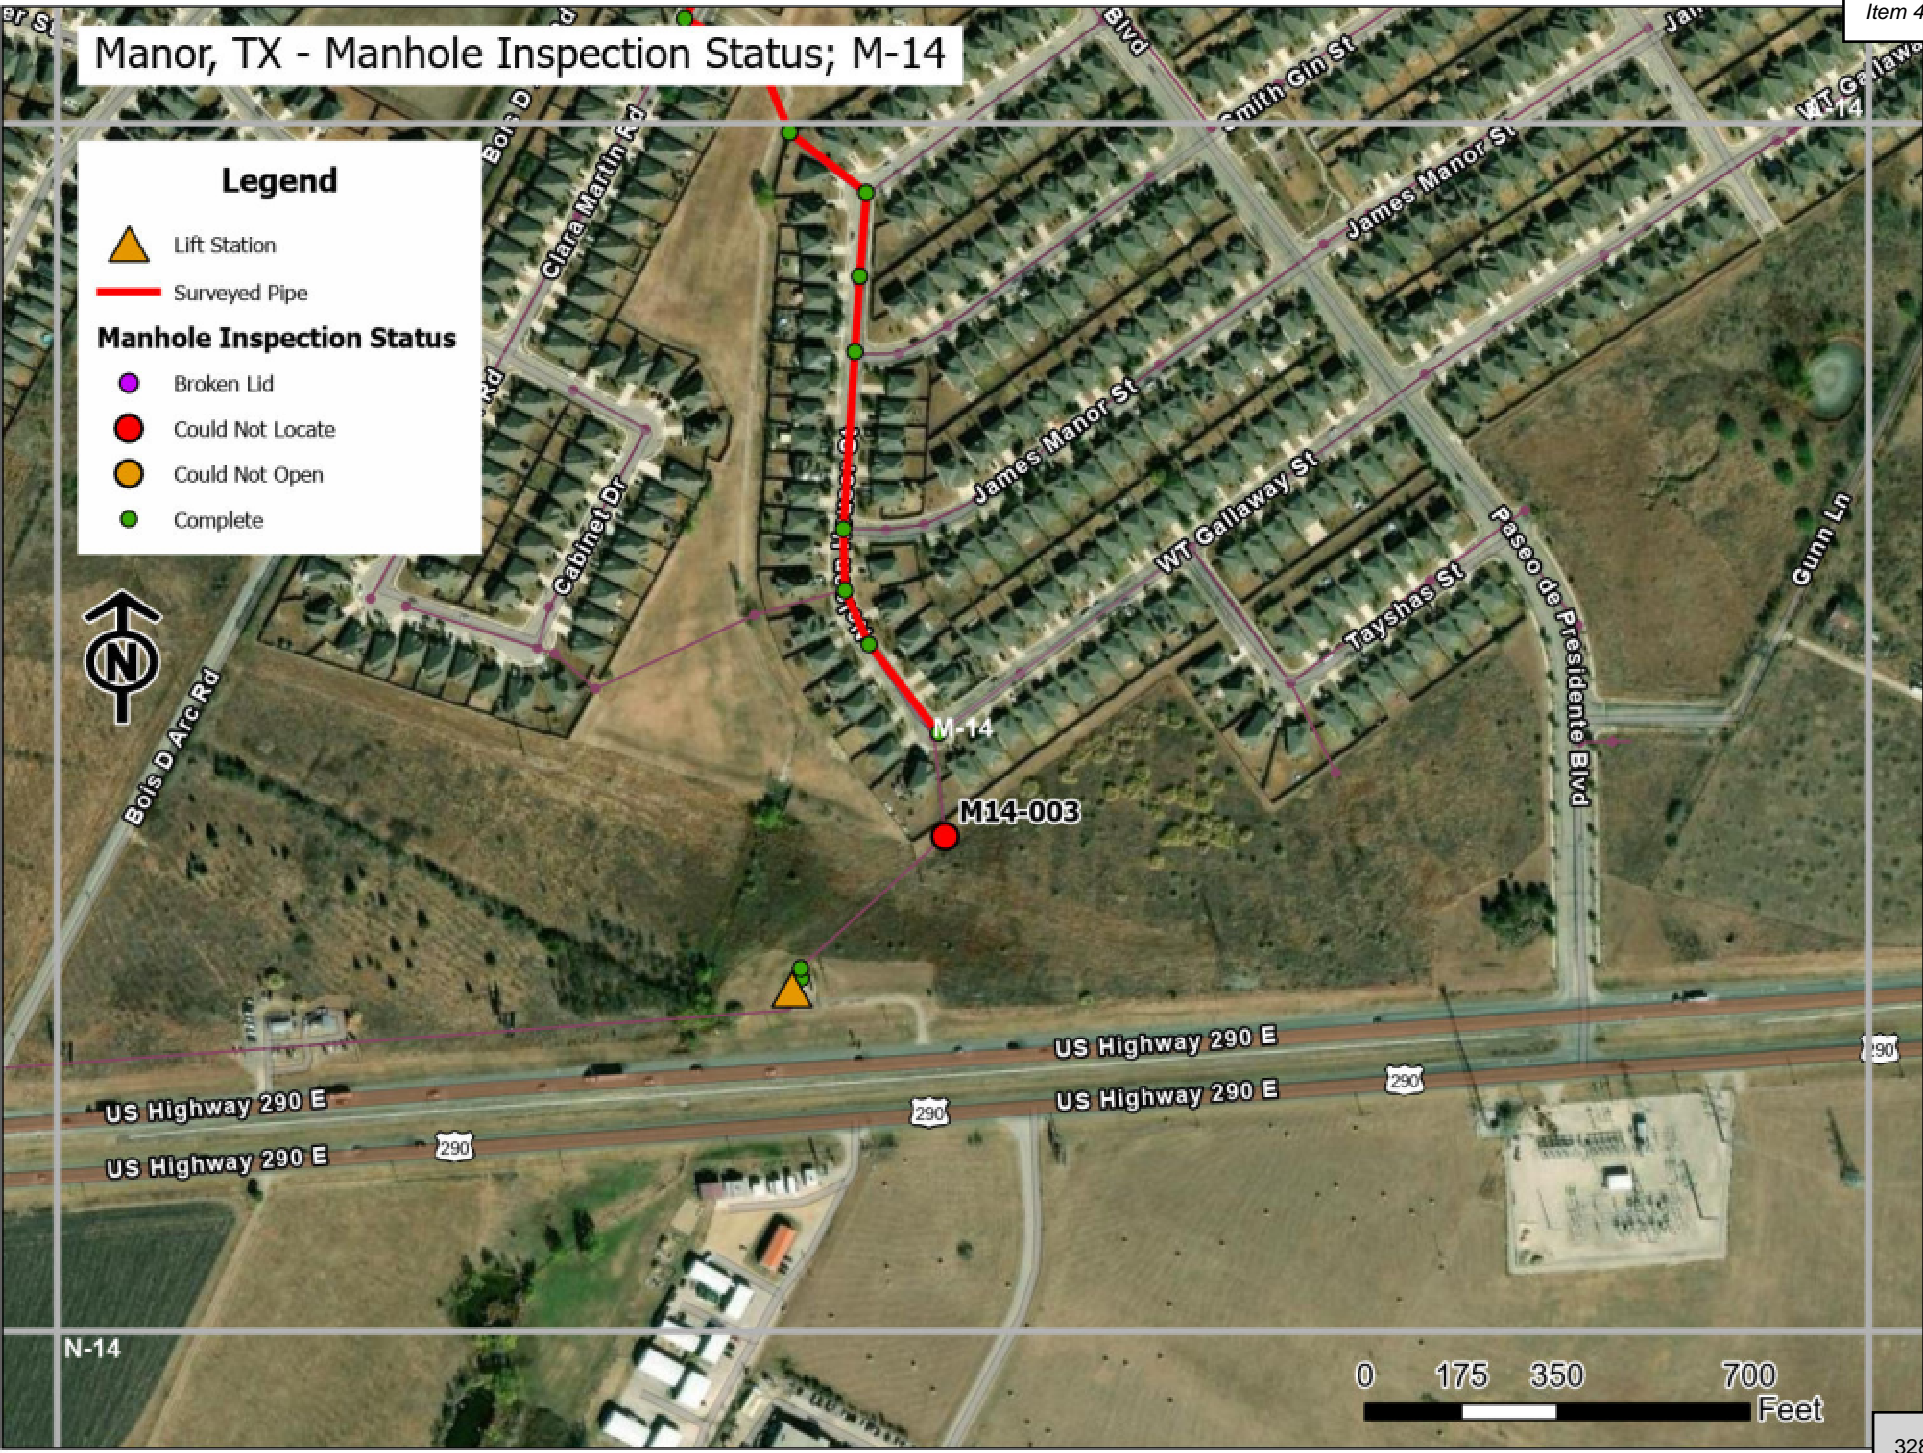 Item 4
Manor, TX - Manhole Inspection Status; M-14
Blvd
Smith Gin St
WT Gallaway
Bois D
Clara Martin Rd
James Manor St
Legend
Lift Station
Surveyed Pipe
Manhole Inspection Status
Broken Lid
Could Not Locate
Could Not Open
Complete
Rd
James Manor St
WT Gallaway St
Cabinet Dr
Gunn Ln
Tayshas St
Paseo de Presidente Blvd
N
Bois D Arc Rd
M-14
M14-003
US Highway 290 E
290
US Highway 290 E
290
US Highway 290 E
290
US Highway 290 E
290
N-14
0 175 350 700
Feet
328